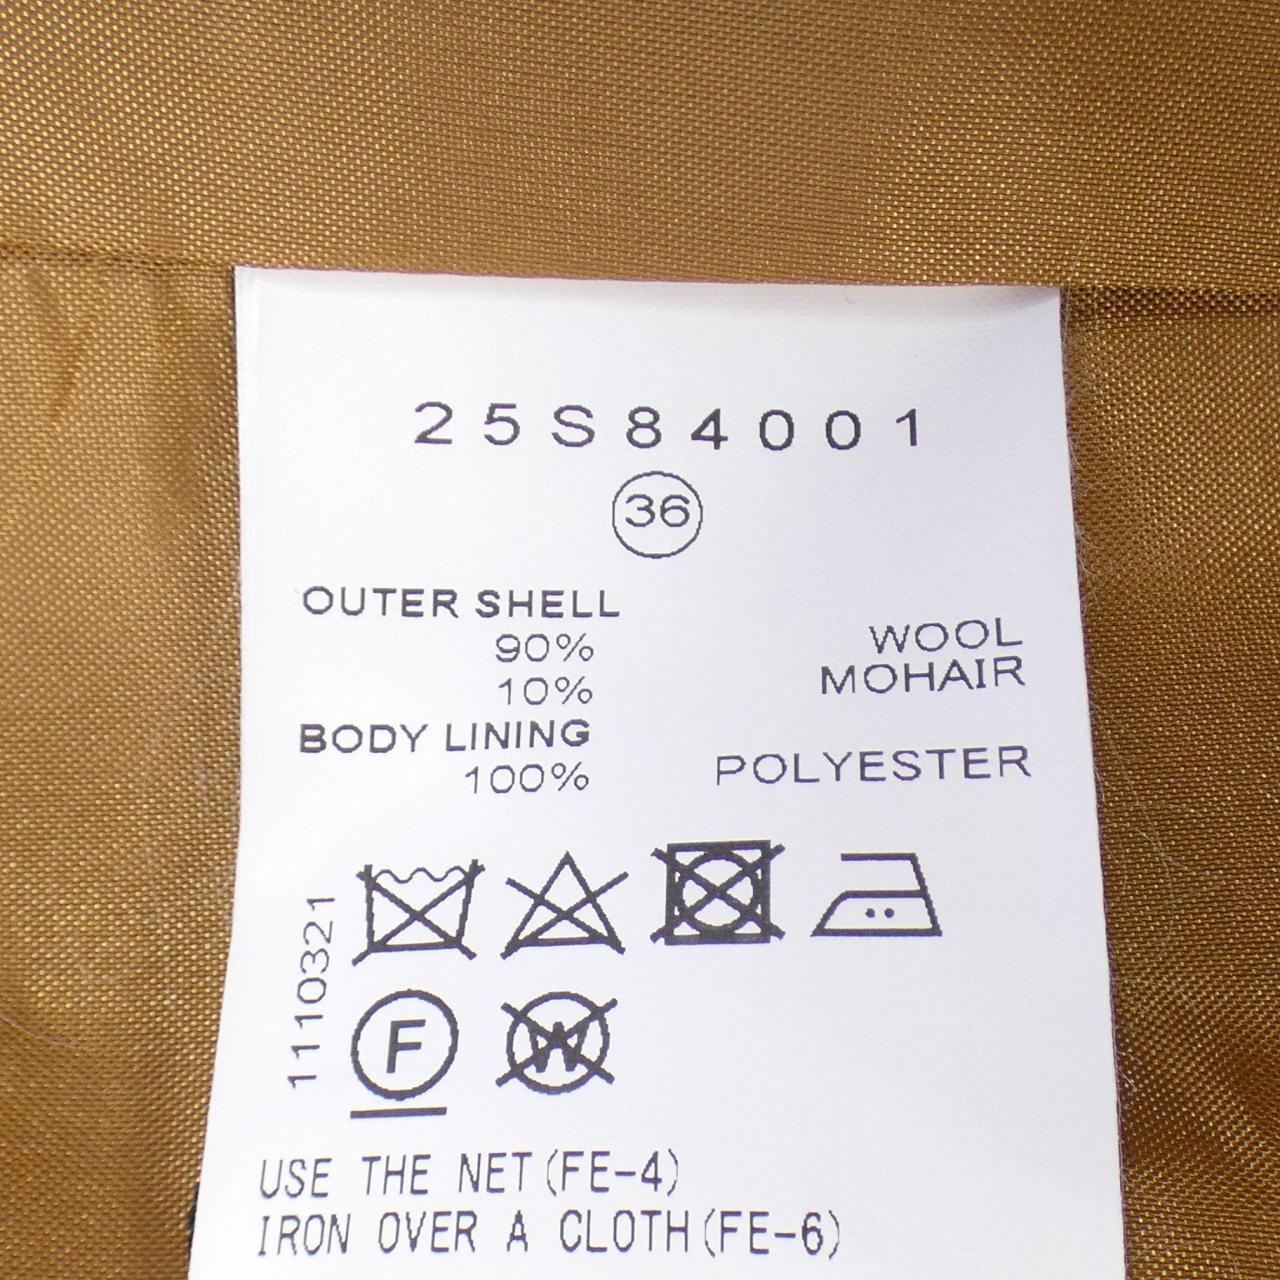 25S84001
36
OUTER SHELL
90% WOOL
10% MOHAIR
BODY LINING
100% POLYESTER
1110321
F
W
USE THE NET(FE-4)
IRON OVER A CLOTH(FE-6)